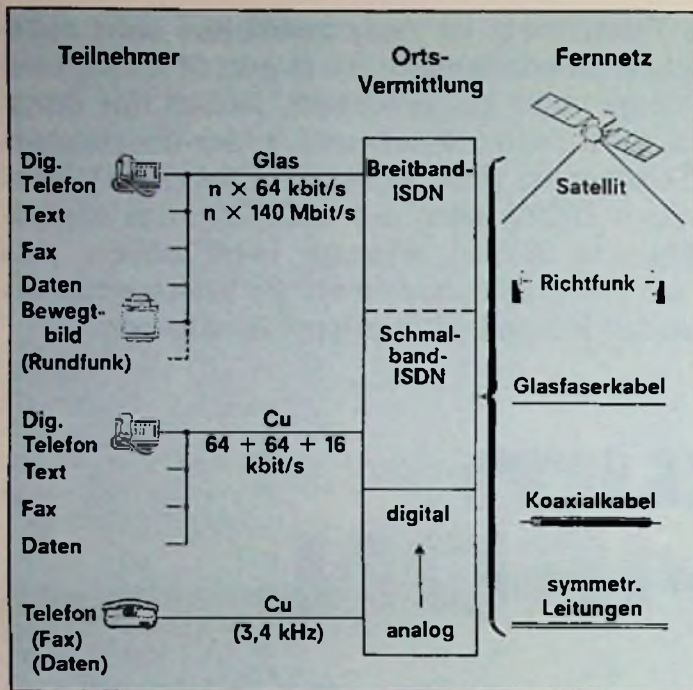 Teilnehmer
Orts-
Vermittlung
Fernnetz
Dig.
Telefon
Text
Fax
Daten
Bewegt-
bild
(Rundfunk)
Glas
n × 64 kbit/s
n × 140 Mbit/s
Breitband-
ISDN
Schmal-
band-
ISDN
Dig.
Telefon
Text
Fax
Daten
Cu
64 + 64 + 16
kbit/s
digital
analog
Telefon
(Fax)
(Daten)
Cu
(3,4 kHz)
Satellit
Richtfunk
Glasfaserkabel
Koaxialkabel
symmetr.
Leitungen